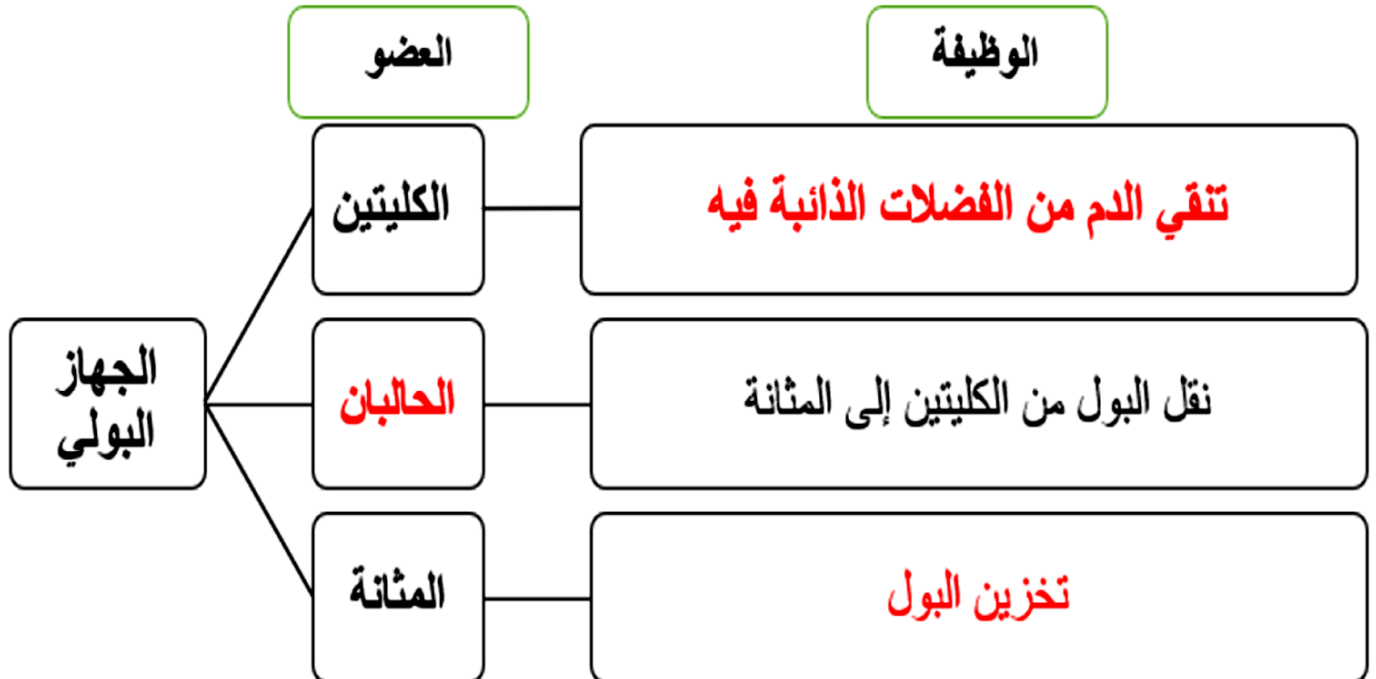 الوظيفة
العضو
تنقي الدم من الفضلات الذائبة فيه
الكليتين
نقل البول من الكليتين إلى المثانة
الحالبان
الجهاز
البولي
تخزين البول
المثانة